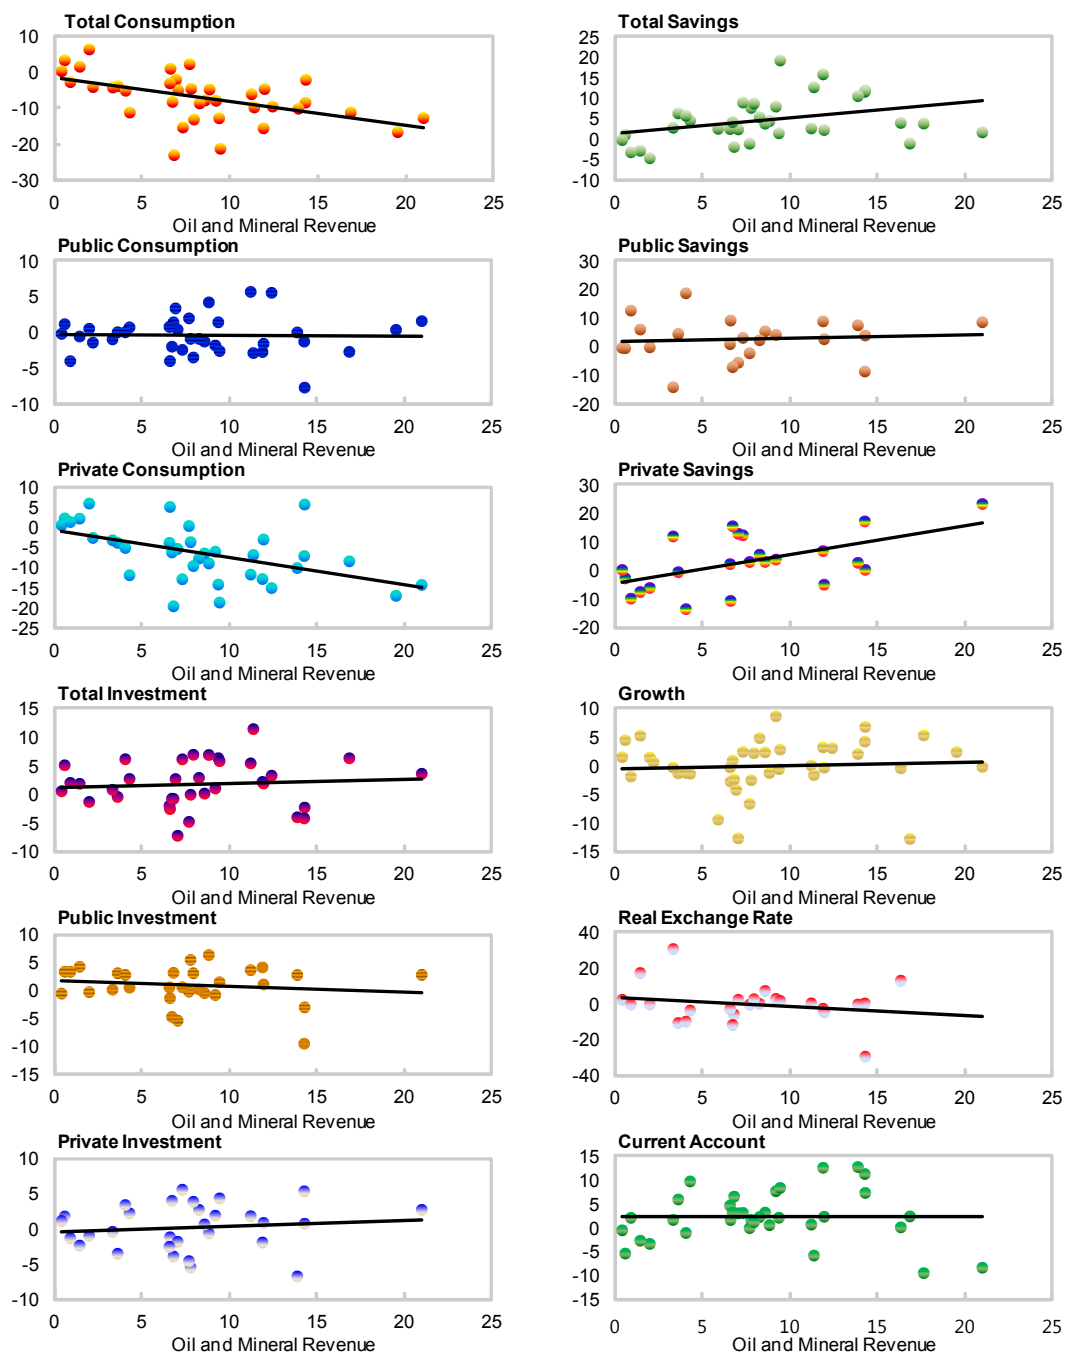 Total Consumption
10
0
-10
-20
-30
0 5 10 15 20 25
Oil and Mineral Revenue
Total Savings
25
20
15
10
5
0
-5
-10
0 5 10 15 20 25
Oil and Mineral Revenue
Public Consumption
10
5
0
-5
-10
0 5 10 15 20 25
Oil and Mineral Revenue
Public Savings
30
20
10
0
-10
-20
0 5 10 15 20 25
Oil and Mineral Revenue
Private Consumption
10
5
0
-5
-10
-15
-20
-25
0 5 10 15 20 25
Oil and Mineral Revenue
Private Savings
30
20
10
0
-10
-20
0 5 10 15 20 25
Oil and Mineral Revenue
Total Investment
15
10
5
0
-5
-10
0 5 10 15 20 25
Oil and Mineral Revenue
Growth
10
5
0
-5
-10
-15
0 5 10 15 20 25
Oil and Mineral Revenue
Public Investment
10
5
0
-5
-10
-15
0 5 10 15 20 25
Oil and Mineral Revenue
Real Exchange Rate
40
20
0
-20
-40
0 5 10 15 20 25
Oil and Mineral Revenue
Private Investment
10
5
0
-5
-10
0 5 10 15 20 25
Oil and Mineral Revenue
Current Account
15
10
5
0
-5
-10
-15
0 5 10 15 20 25
Oil and Mineral Revenue